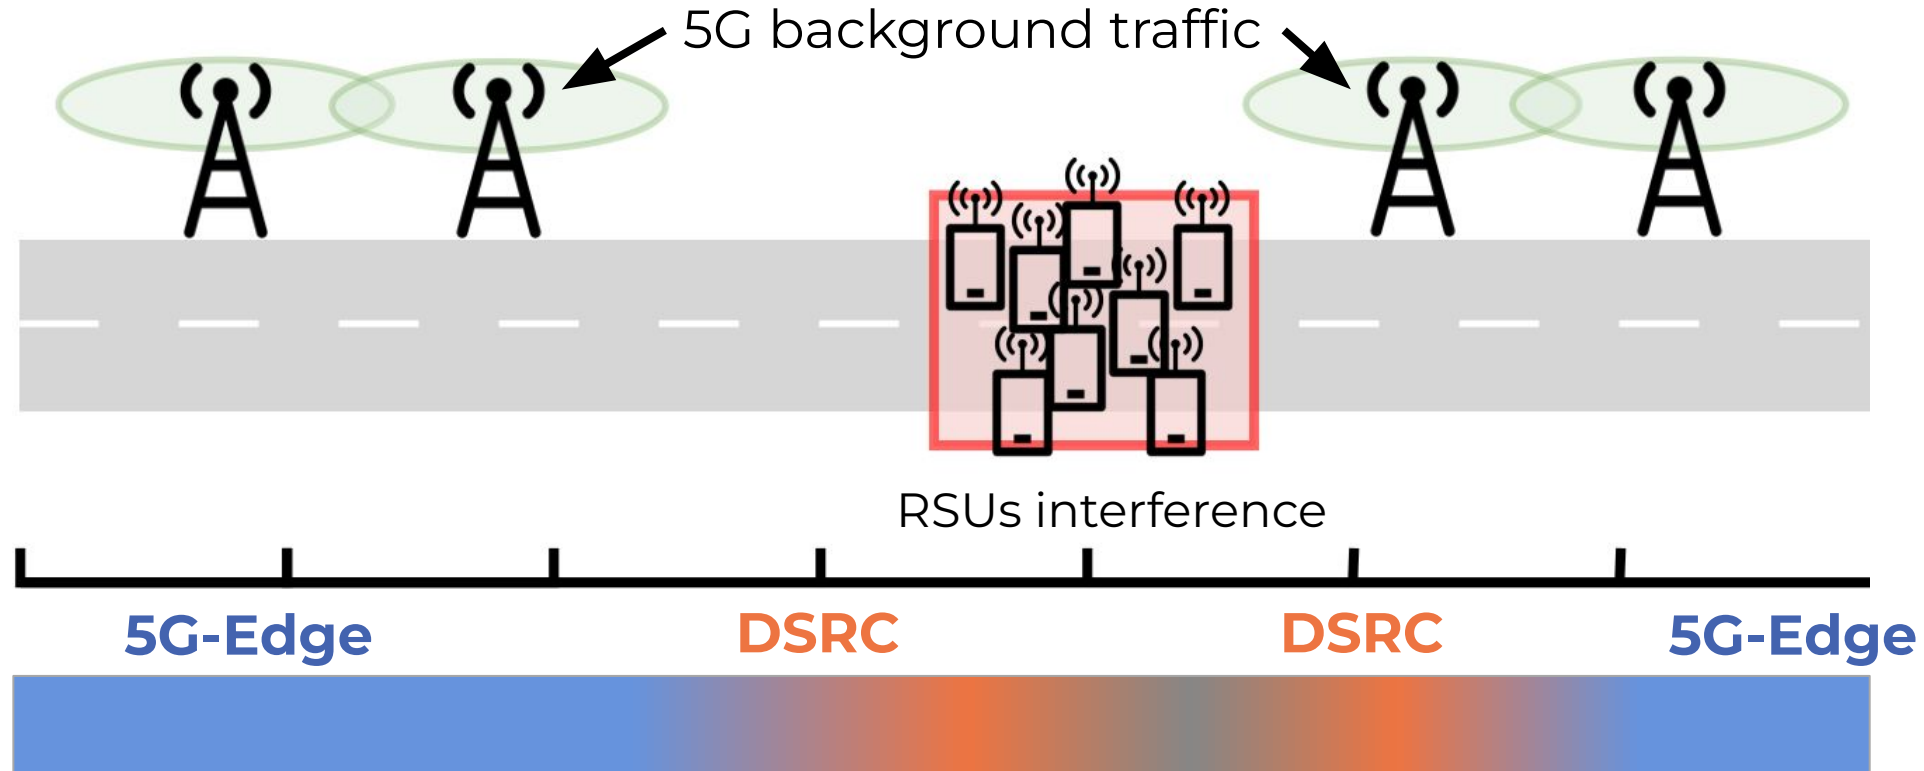 5G background traffic
RSUs interference
5G-Edge
DSRC
DSRC
5G-Edge